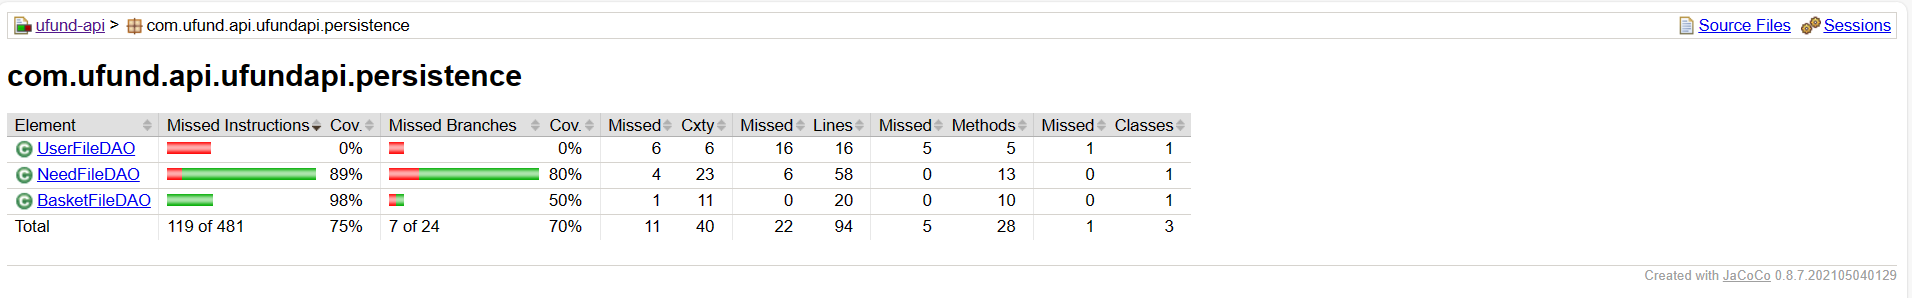 ufund-api > com.ufund.api.ufundapi.persistence Source Files Sessions
com.ufund.api.ufundapi.persistence
Element Missed Instructions Cov. Missed Branches Cov. Missed Cxty Missed Lines Missed Methods Missed Classes
C UserFileDAO 0% 0% 6 6 16 16 5 5 1 1
C NeedFileDAO 89% 80% 4 23 6 58 0 13 0 1
C BasketFileDAO 98% 50% 1 11 0 20 0 10 0 1
Total 119 of 481 75% 7 of 24 70% 11 40 22 94 5 28 1 3
Created with JaCoCo 0.8.7.202105040129